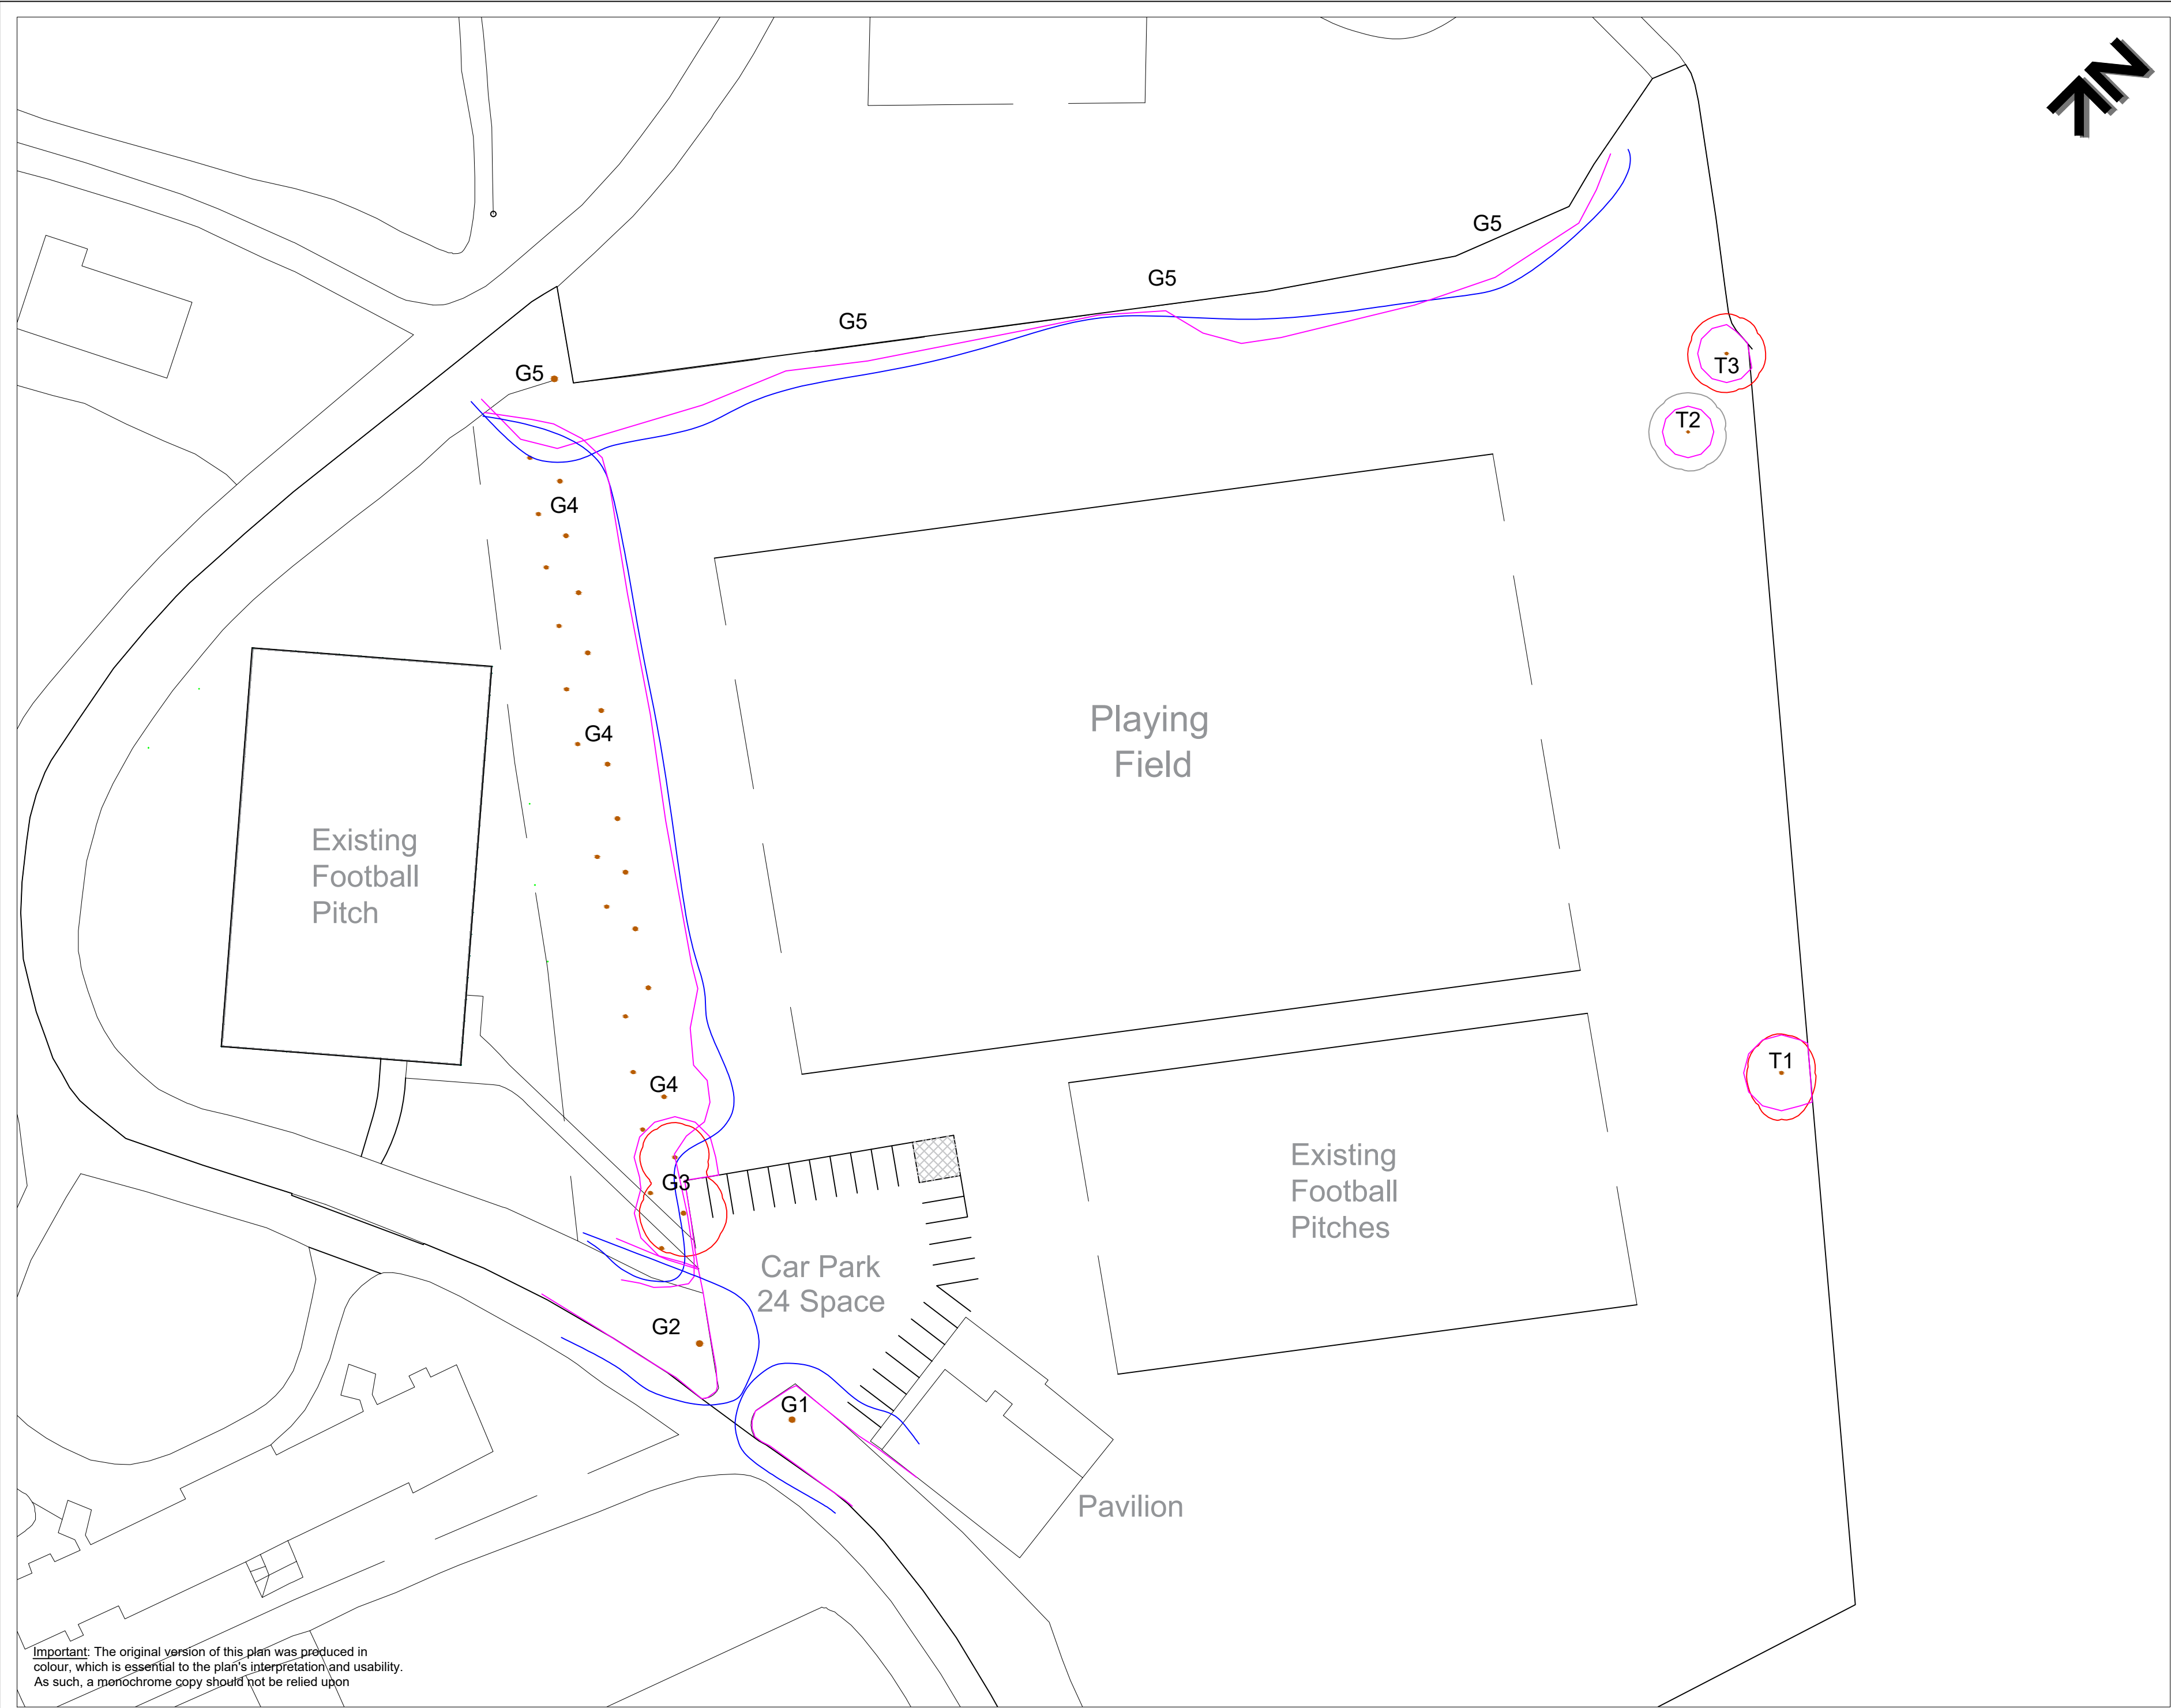 N
G5
G5
G5
G5
T3
T2
G4
G4
Playing
Field
Existing
Football
Pitch
T1
G4
G3
Existing
Football
Pitches
Car Park
24 Space
G2
G1
Pavilion
Important: The original version of this plan was produced in
colour, which is essential to the plan's interpretation and usability.
As such, a monochrome copy should not be relied upon